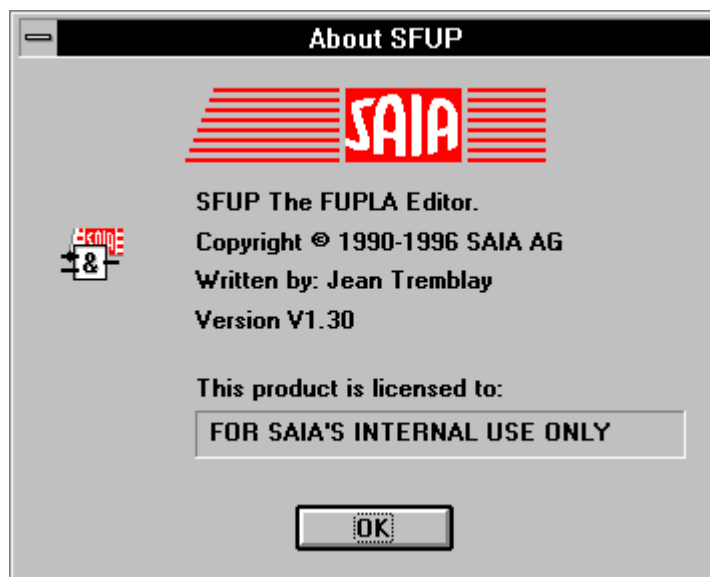 About SFUP
SAIA
SAIA
&
SFUP The FUPLA Editor.
Copyright © 1990-1996 SAIA AG
Written by: Jean Tremblay
Version V1.30
This product is licensed to:
FOR SAIA'S INTERNAL USE ONLY
OK